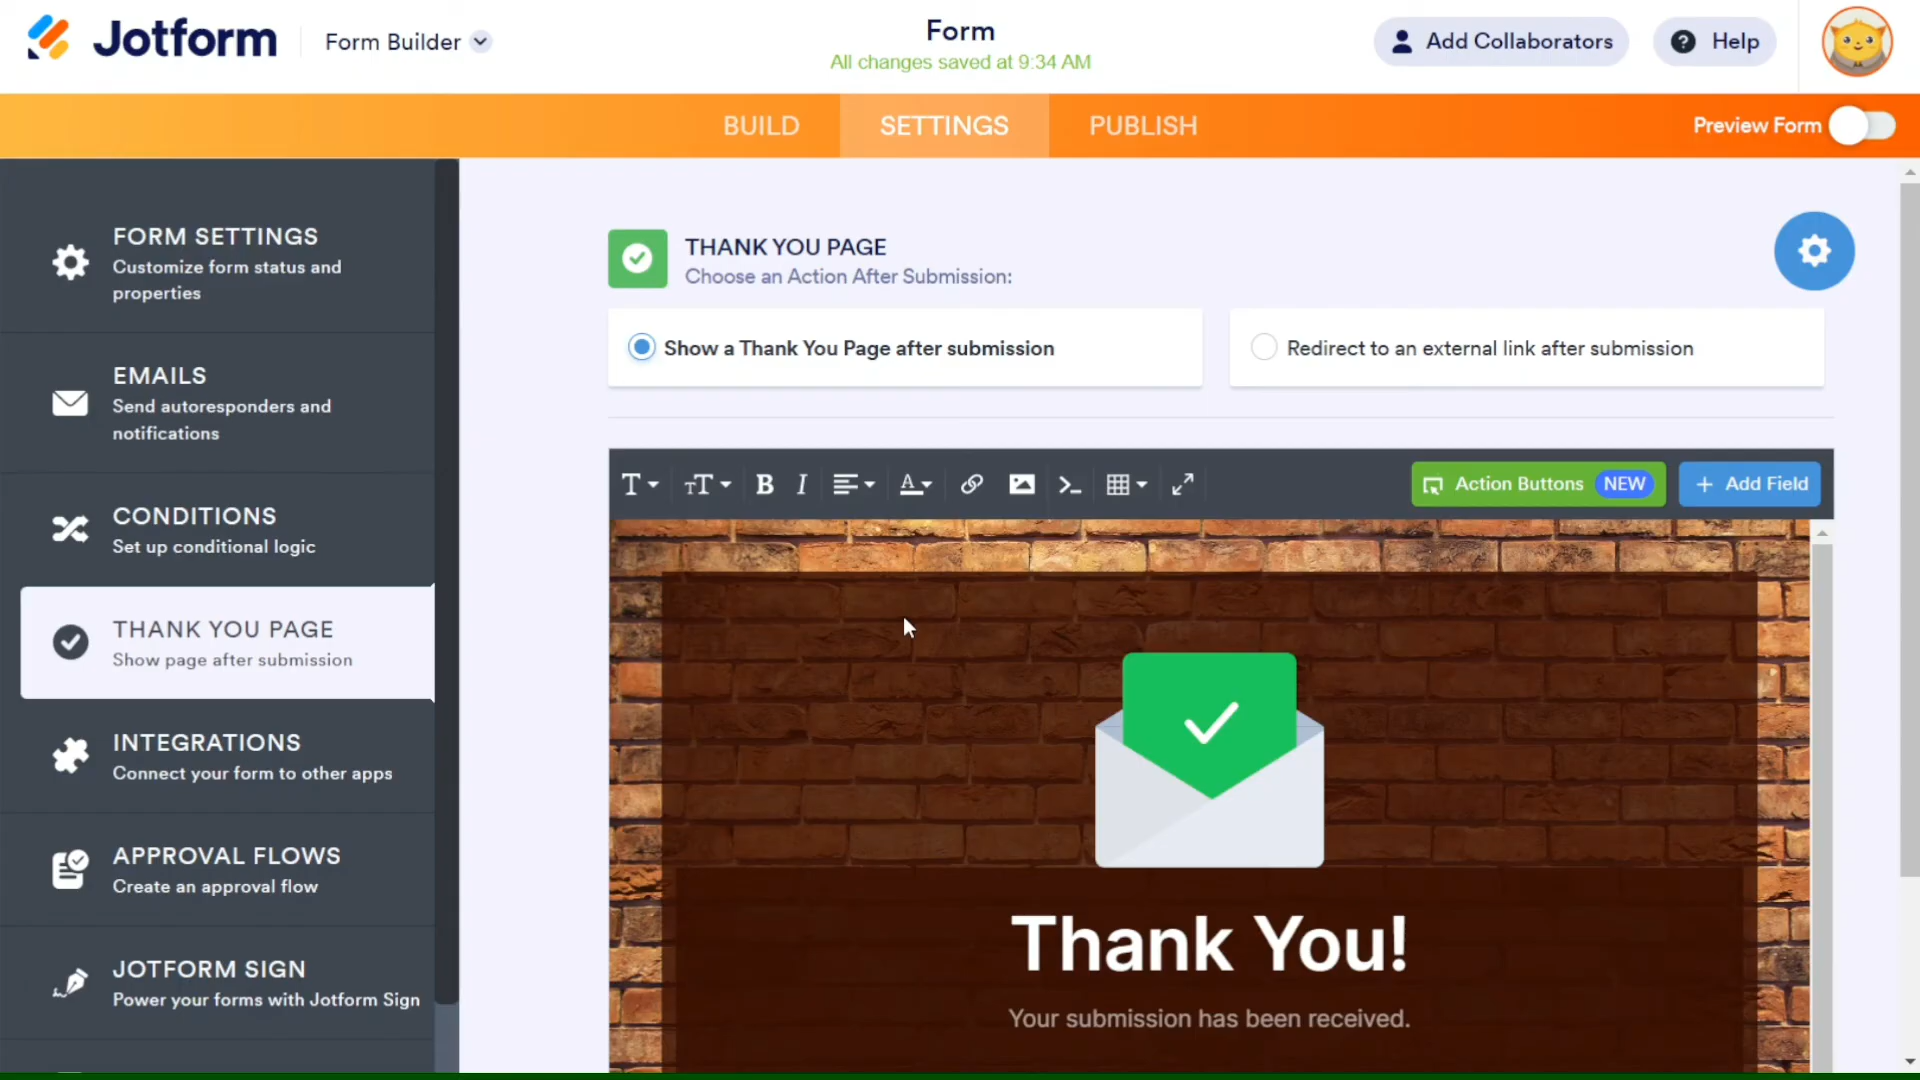 Jotform
Form Builder
Form
All changes saved at 9:34 AM
Add Collaborators
? Help
BUILD
SETTINGS
PUBLISH
Preview Form
FORM SETTINGS
Customize form status and
properties
EMAILS
Send autoresponders and
notifications
CONDITIONS
Set up conditional logic
THANK YOU PAGE
Show page after submission
INTEGRATIONS
Connect your form to other apps
APPROVAL FLOWS
Create an approval flow
JOTFORM SIGN
Power your forms with Jotform Sign
THANK YOU PAGE
Choose an Action After Submission:
Show a Thank You Page after submission
Redirect to an external link after submission
T TT B I A
Action Buttons NEW
+ Add Field
Thank You!
Your submission has been received.